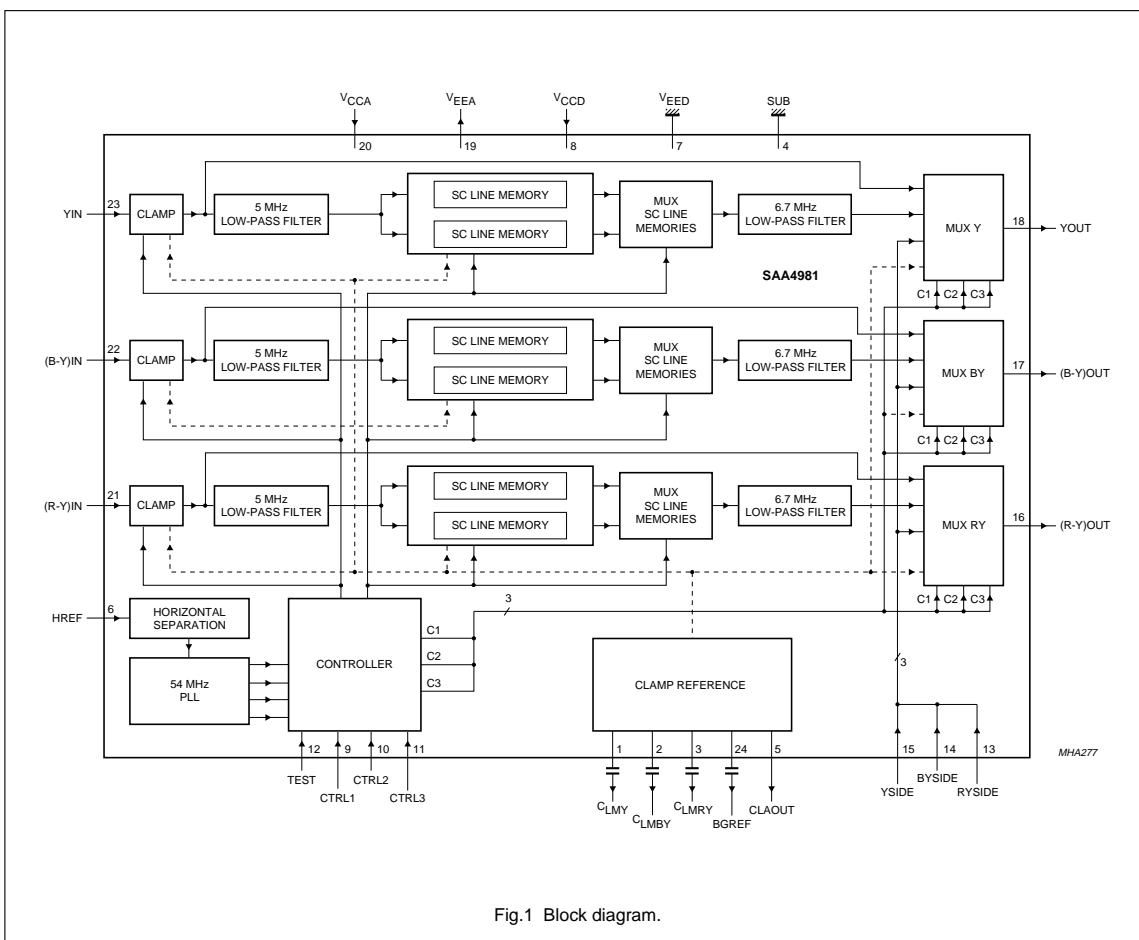 VCCA
VEEA
VCCD
VEED
SUB
20
19
8
7
4
YIN
23
CLAMP
5 MHz
LOW-PASS FILTER
SC LINE MEMORY
SC LINE MEMORY
MUX
SC LINE
MEMORIES
6.7 MHz
LOW-PASS FILTER
MUX Y
18
YOUT
SAA4981
C1
C2
C3
(B-Y)IN
22
CLAMP
5 MHz
LOW-PASS FILTER
SC LINE MEMORY
SC LINE MEMORY
MUX
SC LINE
MEMORIES
6.7 MHz
LOW-PASS FILTER
MUX BY
17
(B-Y)OUT
C1
C2
C3
(R-Y)IN
21
CLAMP
5 MHz
LOW-PASS FILTER
SC LINE MEMORY
SC LINE MEMORY
MUX
SC LINE
MEMORIES
6.7 MHz
LOW-PASS FILTER
MUX RY
16
(R-Y)OUT
C1
C2
C3
HREF
6
HORIZONTAL
SEPARATION
54 MHz
PLL
CONTROLLER
C1
C2
C3
3
CLAMP REFERENCE
3
12
9
10
11
1
2
3
24
5
15
14
13
TEST
CTRL1
CTRL2
CTRL3
CLMY
CLMBY
CLMRY
BGREF
CLAOUT
YSIDE
BYSIDE
RYSIDE
MHA277
Fig.1 Block diagram.